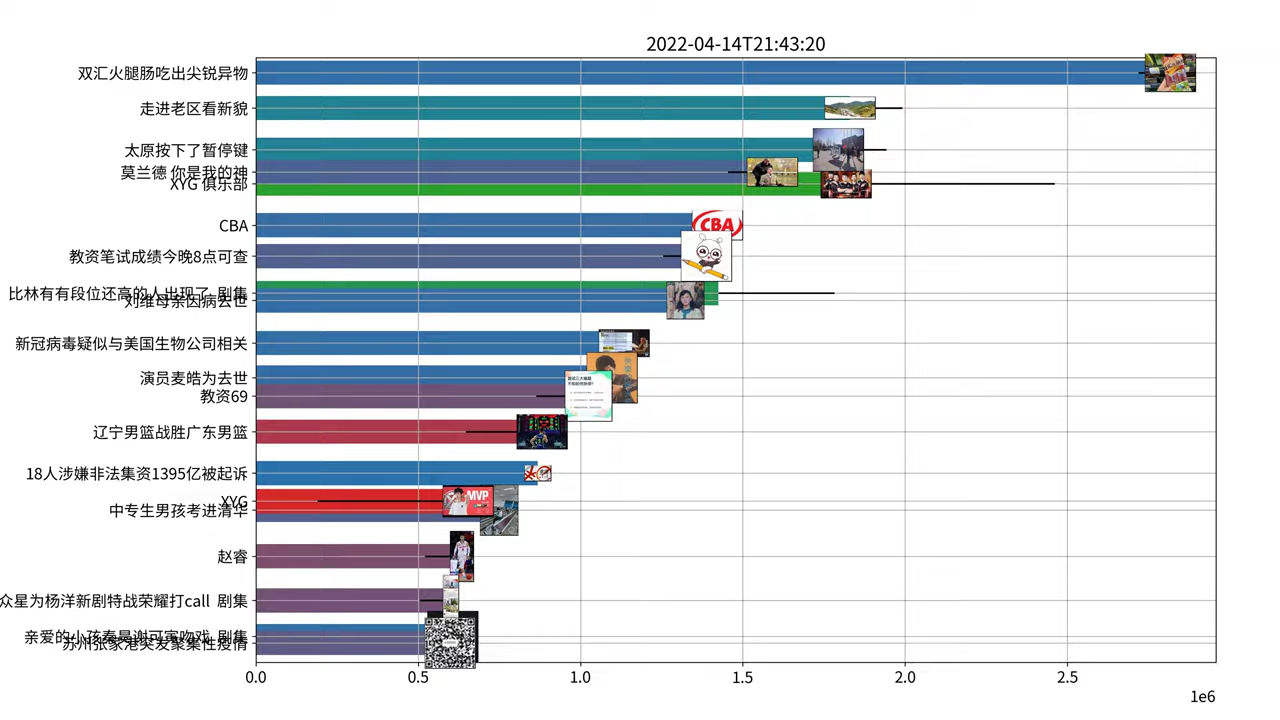 2022-04-14T21:43:20
双汇火腿肠吃出尖锐异物
走进老区看新貌
太原按下了暂停键
莫兰德 你是我的神
XYG 俱乐部
CBA
CBA
教资笔试成绩今晚8点可查
比林有有段位还高的人出现了 剧集
刘维母亲因病去世
新冠病毒疑似与美国生物公司相关
演员麦皓为去世
教资69
辽宁男篮战胜广东男篮
18人涉嫌非法集资1395亿被起诉
XYG
MVP
中专生男孩考进清华
赵睿
众星为杨洋新剧特战荣耀打call 剧集
亲爱的小孩秦昊谢可寅吻戏 剧集
苏州张家港突发聚集性疫情
0.0 0.5 1.0 1.5 2.0 2.5
1e6